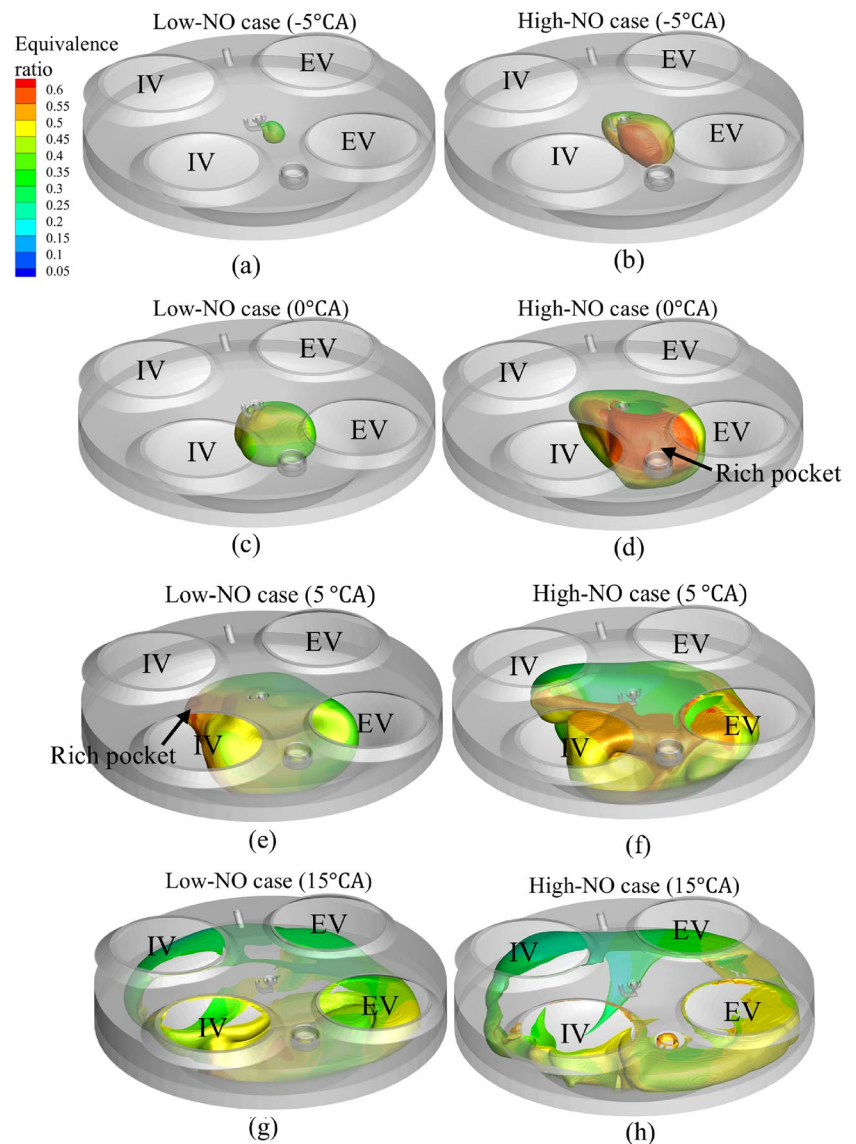 Low-NO case (-5°CA)
High-NO case (-5°CA)
Equivalence
ratio
0.6
0.55
0.5
0.45
0.4
0.35
0.3
0.25
0.2
0.15
0.1
0.05
IV
EV
IV
EV
IV
EV
IV
EV
(a)
(b)
Low-NO case (0°CA)
High-NO case (0°CA)
IV
EV
IV
EV
IV
EV
IV
EV
Rich pocket
(c)
(d)
Low-NO case (5 °CA)
High-NO case (5 °CA)
IV
EV
IV
EV
IV
EV
IV
EV
Rich pocket
(e)
(f)
Low-NO case (15°CA)
High-NO case (15°CA)
IV
EV
IV
EV
IV
EV
IV
EV
(g)
(h)